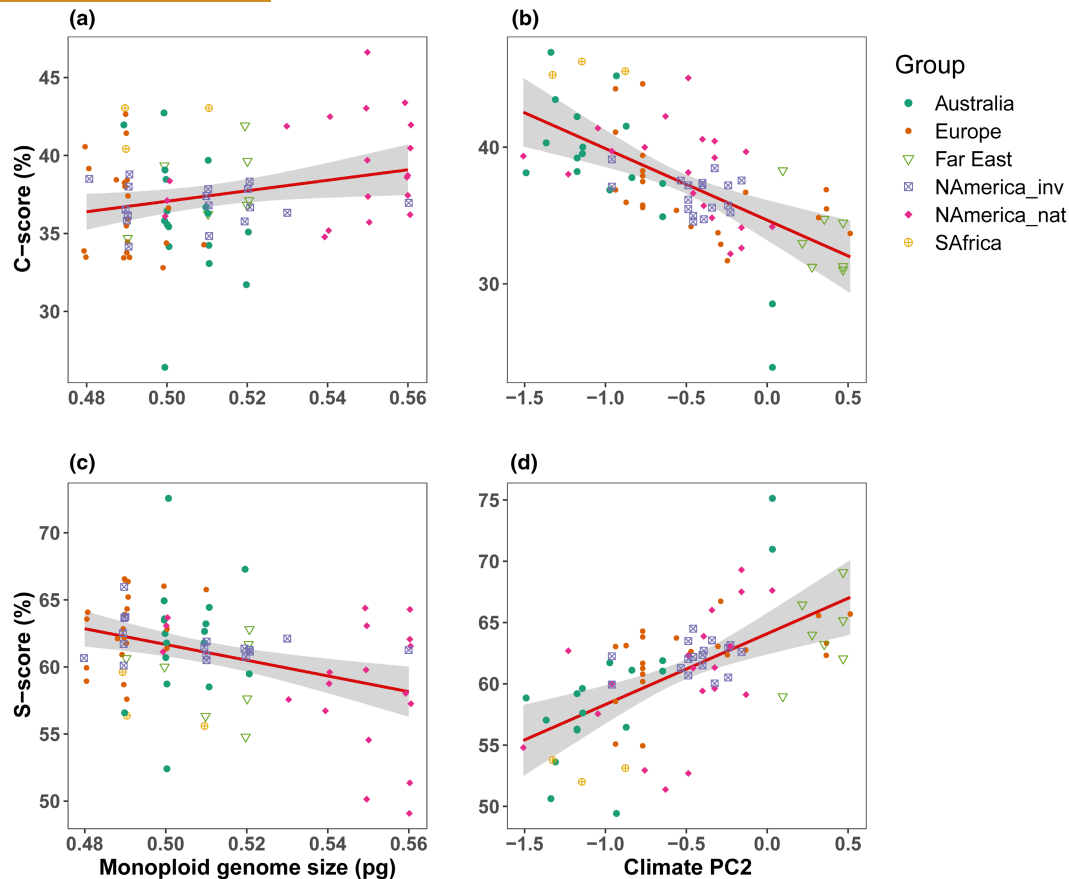 (a)
(b)
C−score (%)
45
40
35
30
0.48 0.50 0.52 0.54 0.56
40
30
−1.5 −1.0 −0.5 0.0 0.5
Group
Australia
Europe
Far East
NAmerica_inv
NAmerica_nat
SAfrica
(c)
(d)
S−score (%)
70
65
60
55
50
0.48 0.50 0.52 0.54 0.56
Monoploid genome size (pg)
75
70
65
60
55
50
−1.5 −1.0 −0.5 0.0 0.5
Climate PC2